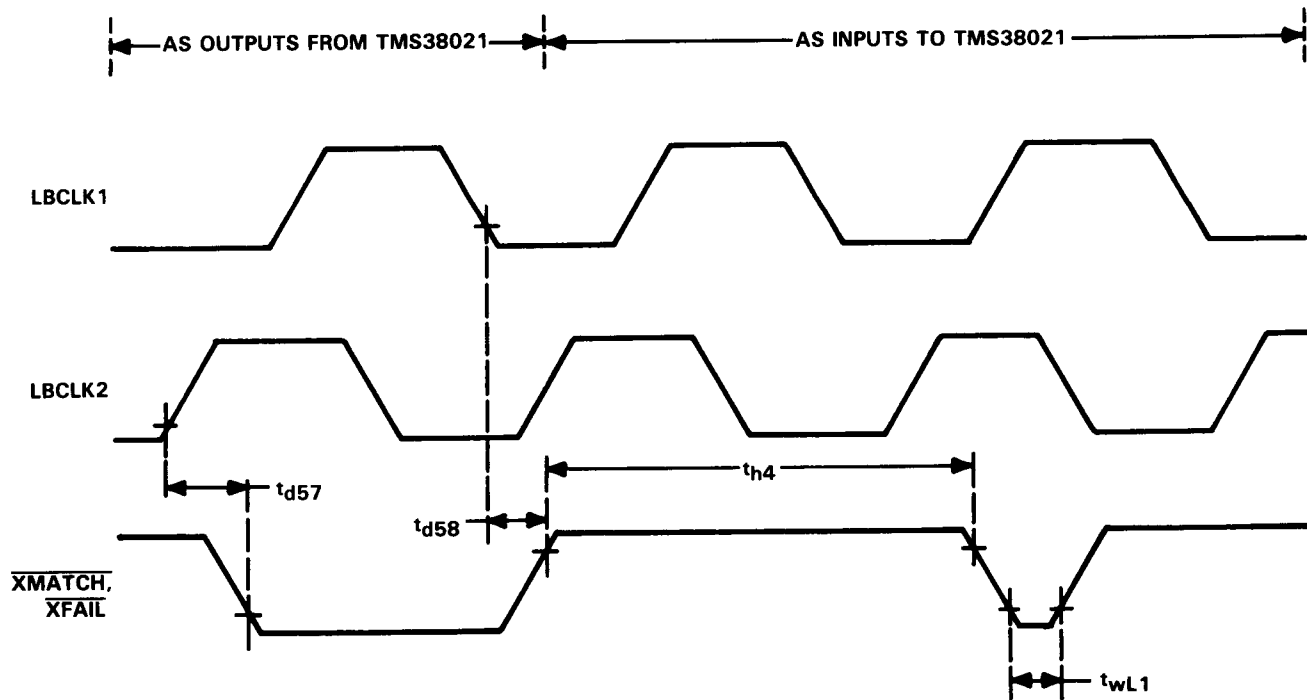 AS OUTPUTS FROM TMS38021
AS INPUTS TO TMS38021
LBCLK1
LBCLK2
td57
th4
td58
XMATCH,
XFAIL
twL1